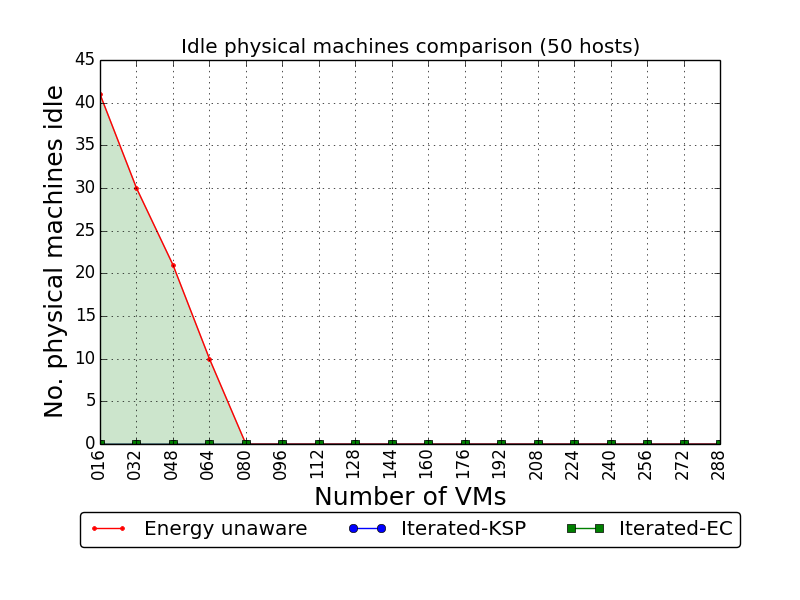 Idle physical machines comparison (50 hosts)
No. physical machines idle
45
40
35
30
25
20
15
10
5
0
016 032 048 064 080 096 112 128 144 160 176 192 208 224 240 256 272 288
Number of VMs
Energy unaware Iterated-KSP Iterated-EC